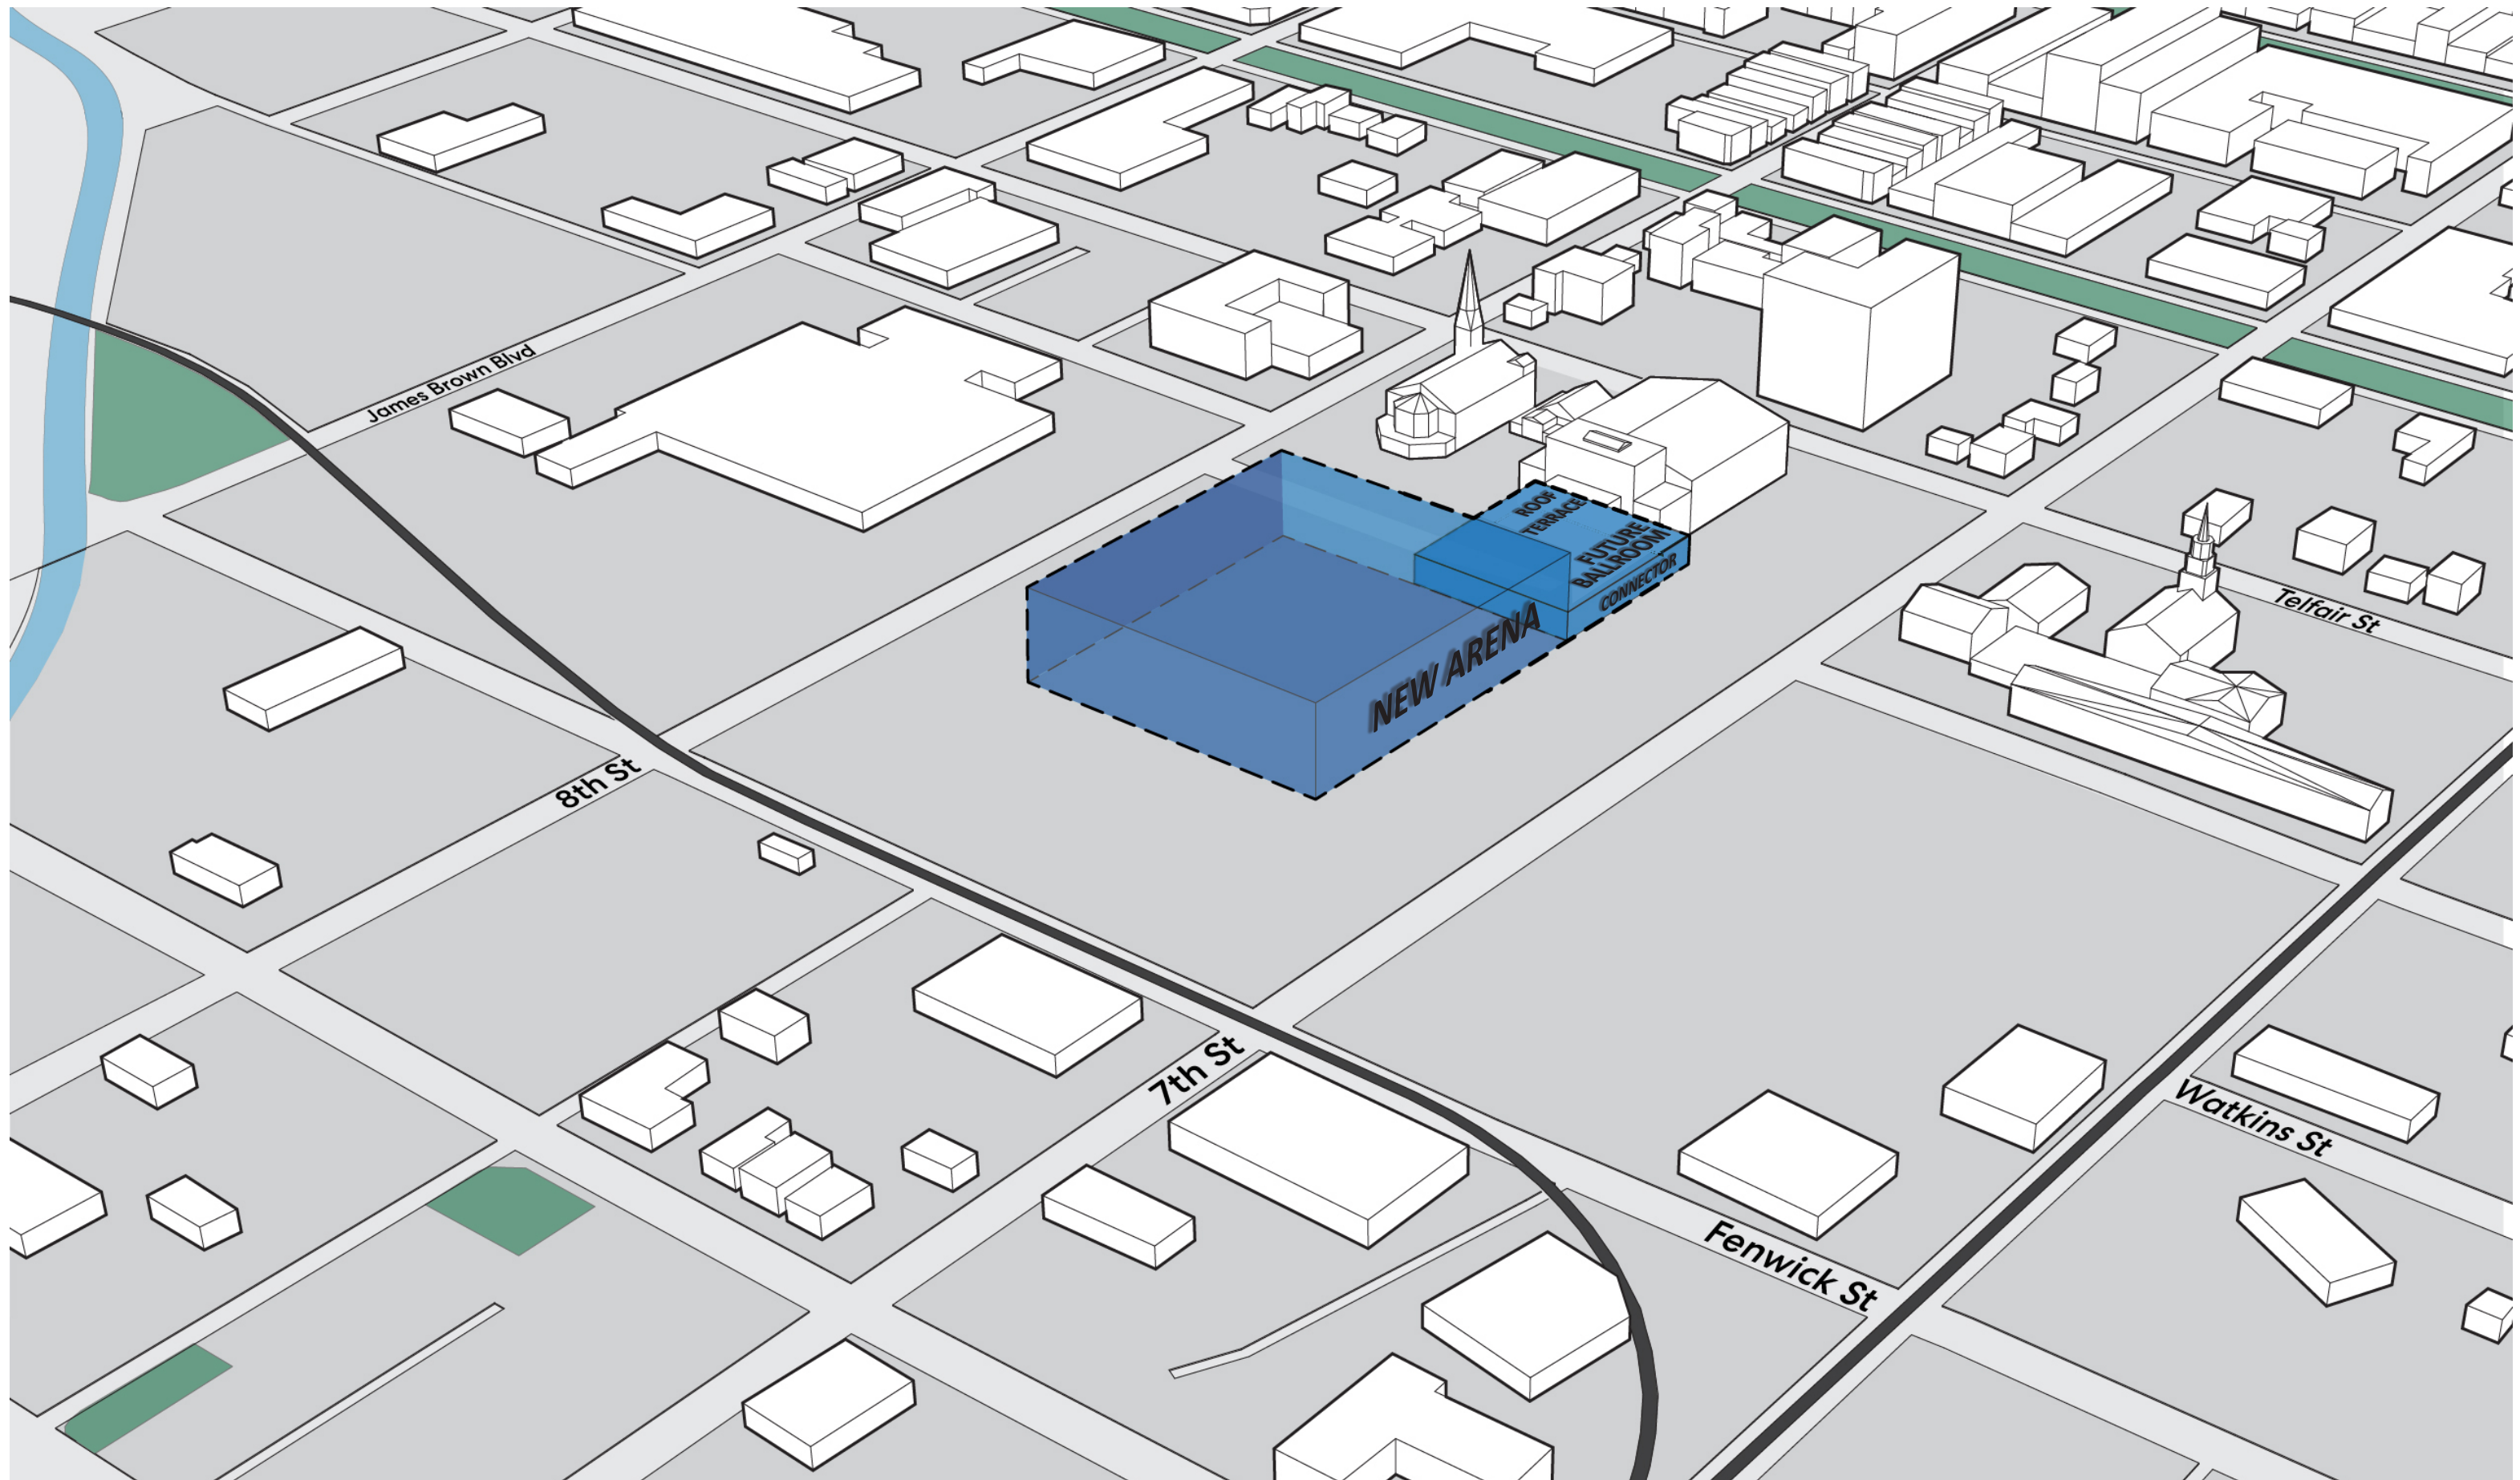 James Brown Blvd
ROOF
TERRACE
FUTURE
BALLROOM
CONNECTOR
NEW ARENA
Telfair St
8th St
7th St
Watkins St
Fenwick St